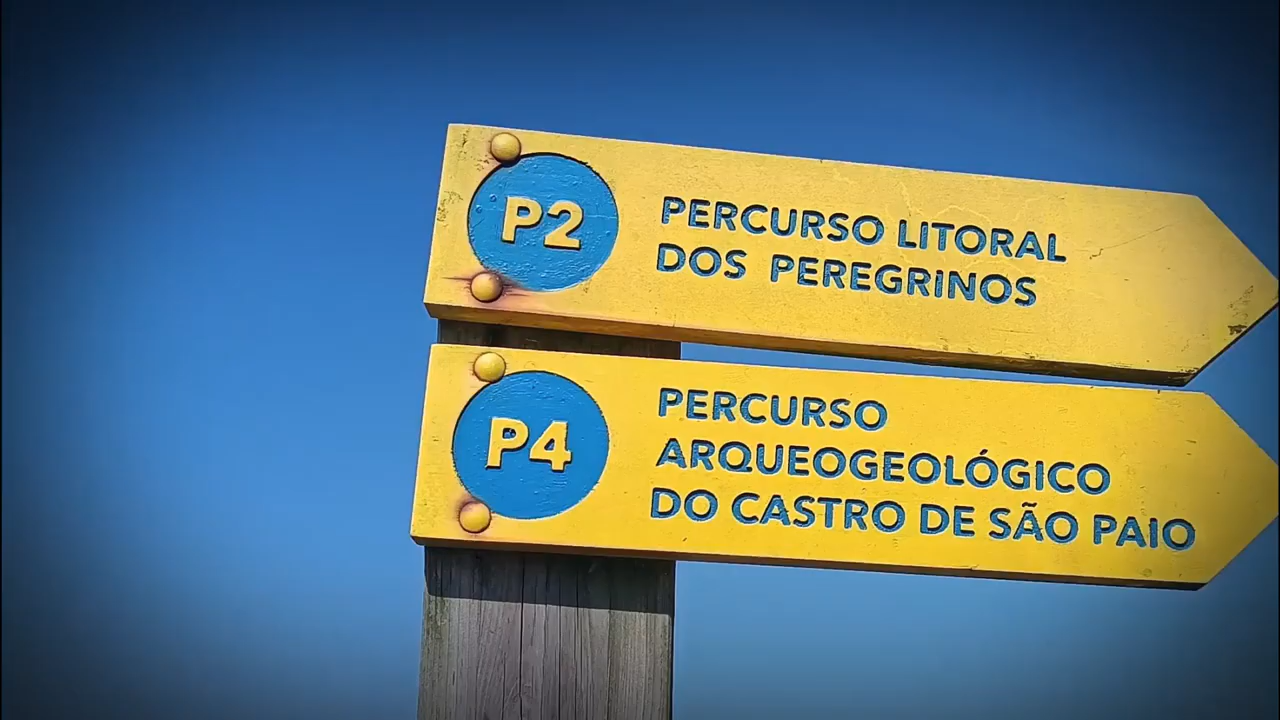 P2
PERCURSO LITORAL
DOS PEREGRINOS
P4
PERCURSO
ARQUEOGEOLÓGICO
DO CASTRO DE SÃO PAIO